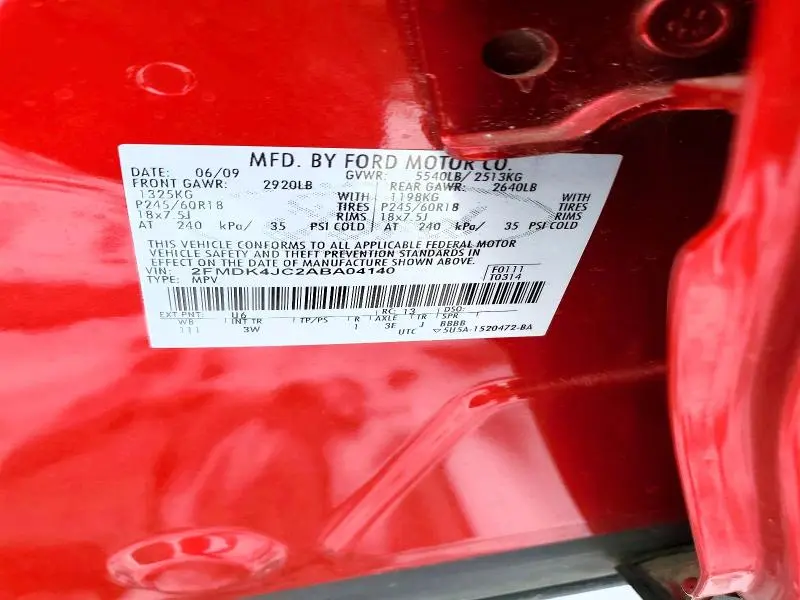 MFD. BY FORD MOTOR CO.
DATE: 06/09 GVWR: 5540LB/ 2513KG
FRONT GAWR: 2920LB REAR GAWR: 2640LB
1325KG WITH 1198KG WITH
P245/60R18 TIRES P245/60R18 TIRES
18x7.5J RIMS 18x7.5J RIMS
AT 240 kPa/ 35 PSI COLD AT 240 kPa/ 35 PSI COLD
THIS VEHICLE CONFORMS TO ALL APPLICABLE FEDERAL MOTOR
VEHICLE SAFETY AND THEFT PREVENTION STANDARDS IN
EFFECT ON THE DATE OF MANUFACTURE SHOWN ABOVE.
VIN: 2FMDK4JC2ABA04140 F0111
TYPE: MPV T0314
EXT PNT: U6 RC: 13 DSO:
WB INT TR TP/PS R AXLE TR SPR
111 3W 1 3E J BBBB
UTC ▽5U5A-1520472-BA